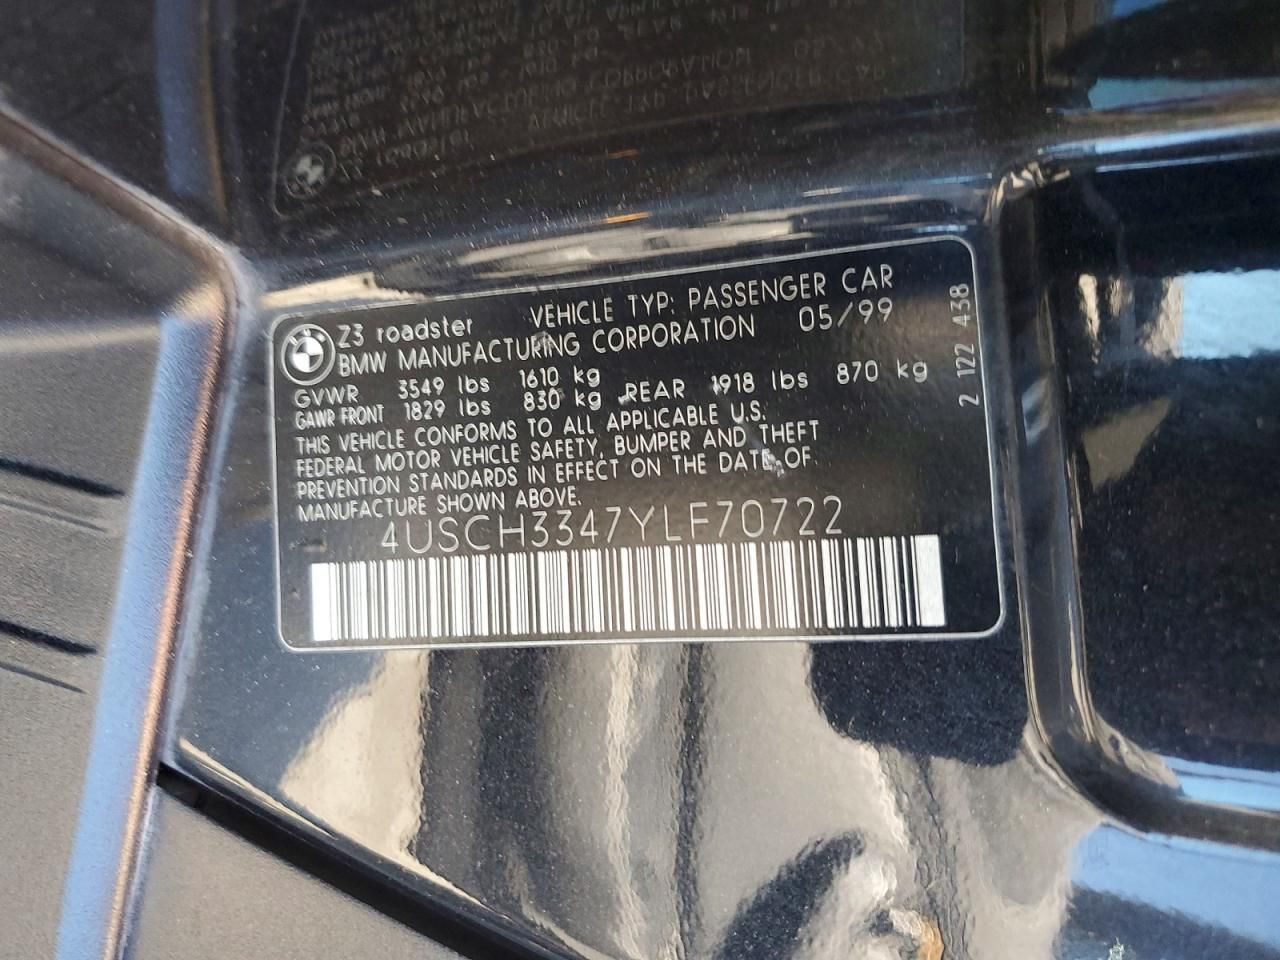 Z3 roadster VEHICLE TYP: PASSENGER CAR
BMW MANUFACTURING CORPORATION 05/99
GVWR 3549 lbs 1610 kg
GAWR FRONT 1829 lbs 830 kg REAR 1918 lbs 870 kg
THIS VEHICLE CONFORMS TO ALL APPLICABLE U.S.
FEDERAL MOTOR VEHICLE SAFETY, BUMPER AND THEFT
PREVENTION STANDARDS IN EFFECT ON THE DATE OF
MANUFACTURE SHOWN ABOVE.
4USCH3347YLF70722
2 122 438